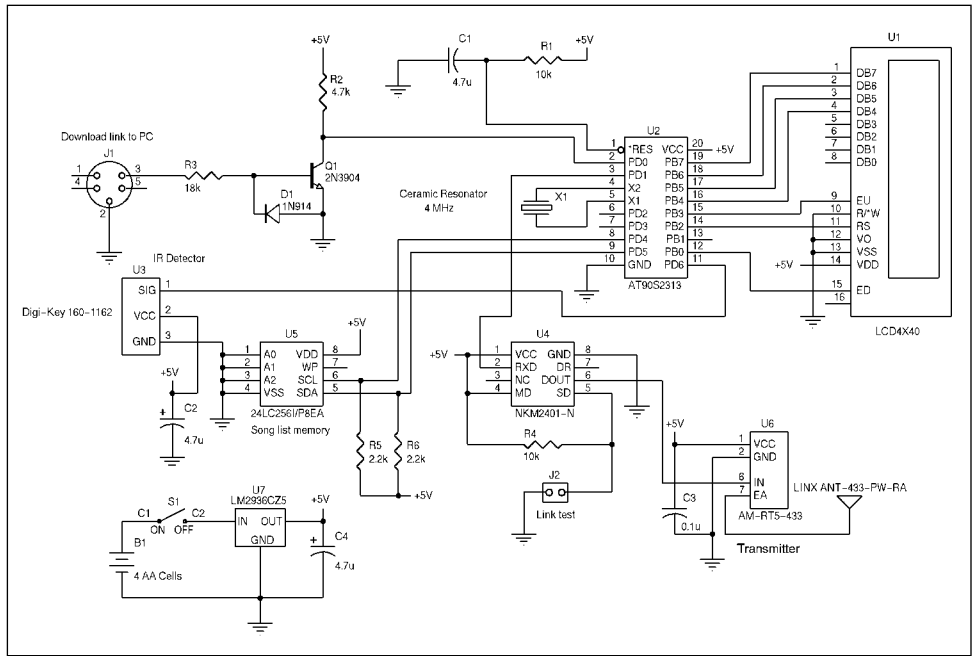 +5V
C1
4.7u
R1
10k
+5V
U1
R2
4.7k
1 DB7
2 DB6
3 DB5
4 DB4
5 DB3
6 DB2
7 DB1
8 DB0
9 EU
10 R/*W
11 RS
12 VO
13 VSS
+5V 14 VDD
15 ED
16
LCD4X40
Download link to PC
J1
1 3
4 5
2
R3
18k
Q1
2N3904
D1
1N914
Ceramic Resonator
4 MHz
X1
U2
1 *RES VCC 20 +5V
2 PD0 PB7 19
3 PD1 PB6 18
4 X2 PB5 17
5 X1 PB4 16
6 PD2 PB3 15
7 PD3 PB2 14
8 PD4 PB1 13
9 PD5 PB0 12
10 GND PD6 11
AT90S2313
IR Detector
U3
SIG 1
VCC 2
GND 3
Digi-Key 160-1162
+5V
C2
+
4.7u
U5
+5V
1 A0 VDD 8
2 A1 WP 7
3 A2 SCL 6
4 VSS SDA 5
24LC256I/P8EA
Song list memory
R5
2.2k
R6
2.2k
+5V
U4
+5V
1 VCC GND 8
2 RXD DR 7
3 NC DOUT 6
4 MD SD 5
NKM2401-N
R4
10k
J2
Link test
+5V
C3
0.1u
U6
1 VCC
2 GND
6 IN
7 EA
AM-RT5-433
LINX ANT-433-PW-RA
Transmitter
S1
C1 C2
ON OFF
B1
4 AA Cells
U7
LM2936CZ5
IN OUT
GND
+5V
+
C4
4.7u